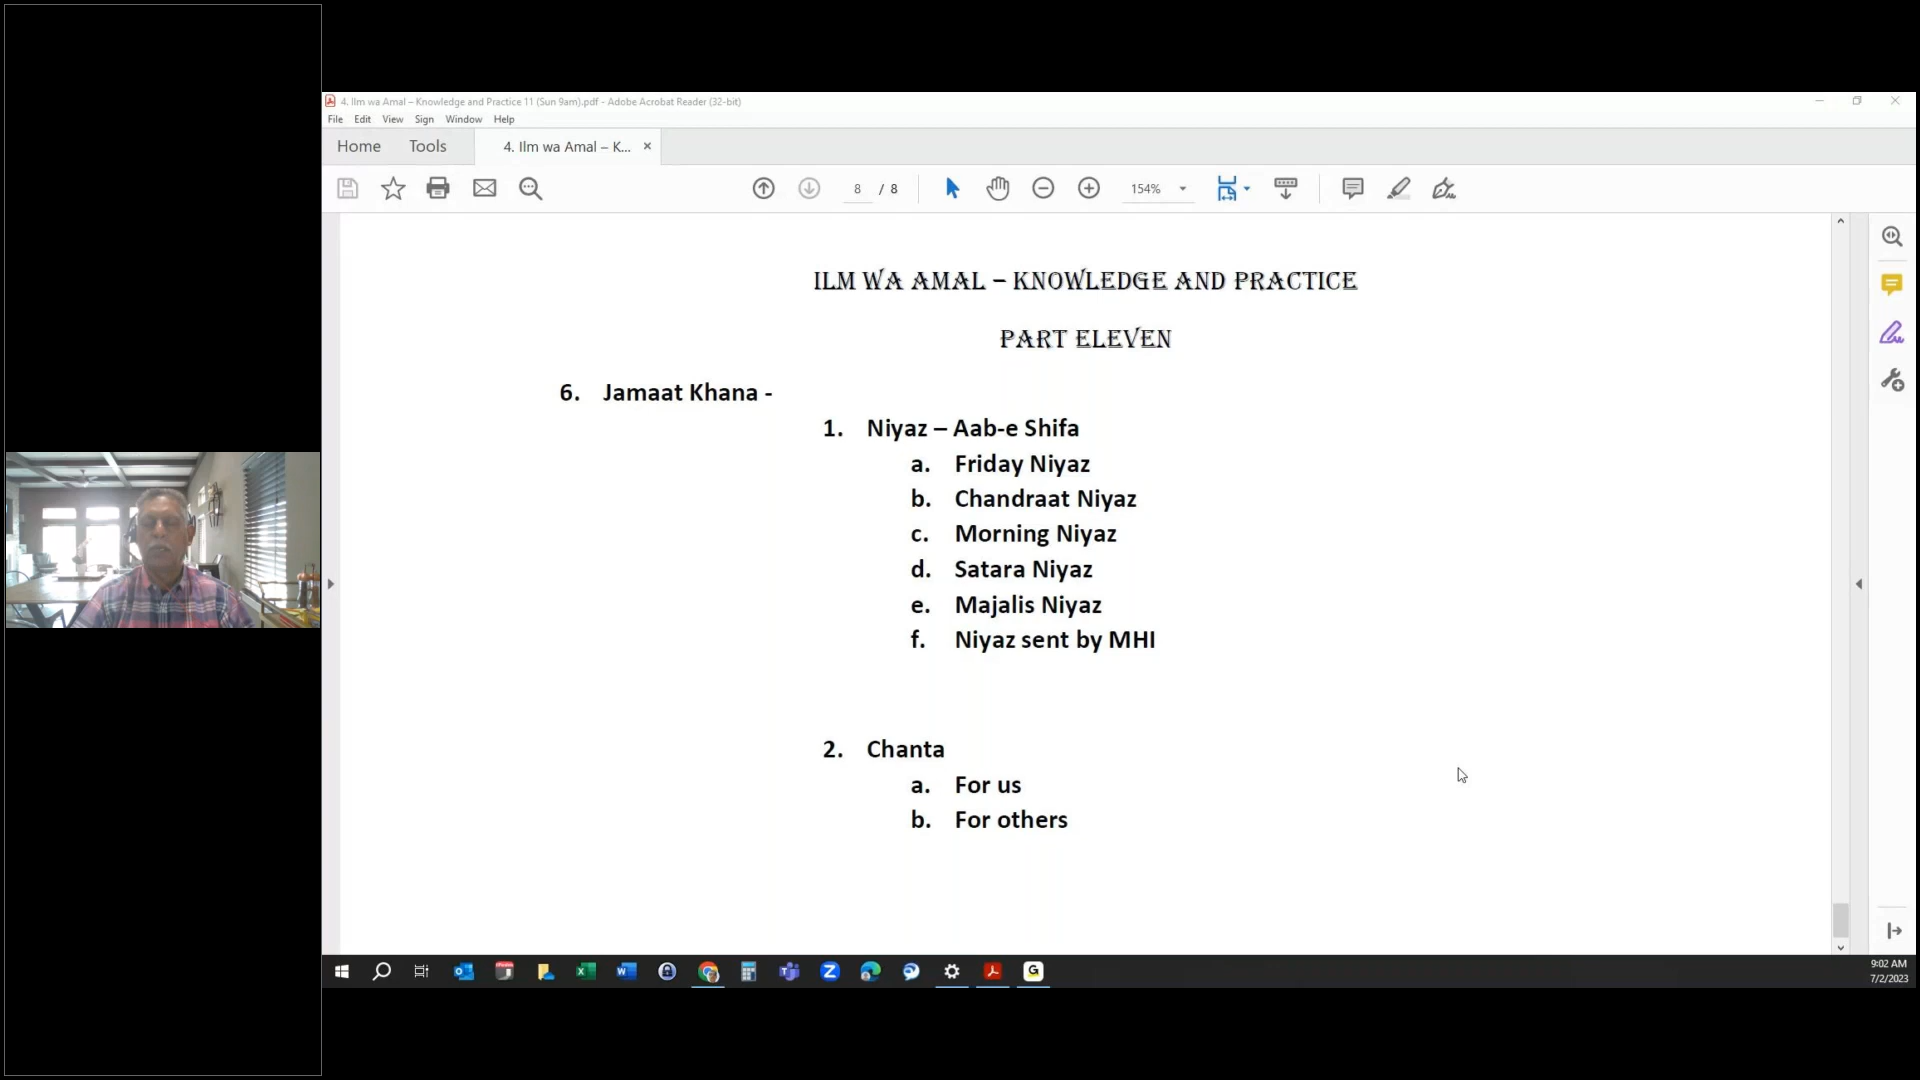 4. Ilm wa Amal – Knowledge and Practice 11 (Sun 9am).pdf - Adobe Acrobat Reader (32-bit)
File Edit View Sign Window Help
Home Tools 4. Ilm wa Amal – K...
8 / 8 154%
ILM WA AMAL – KNOWLEDGE AND PRACTICE
PART ELEVEN
6. Jamaat Khana -
1. Niyaz – Aab-e Shifa
a. Friday Niyaz
b. Chandraat Niyaz
c. Morning Niyaz
d. Satara Niyaz
e. Majalis Niyaz
f. Niyaz sent by MHI
2. Chanta
a. For us
b. For others
9:02 AM
7/2/2023